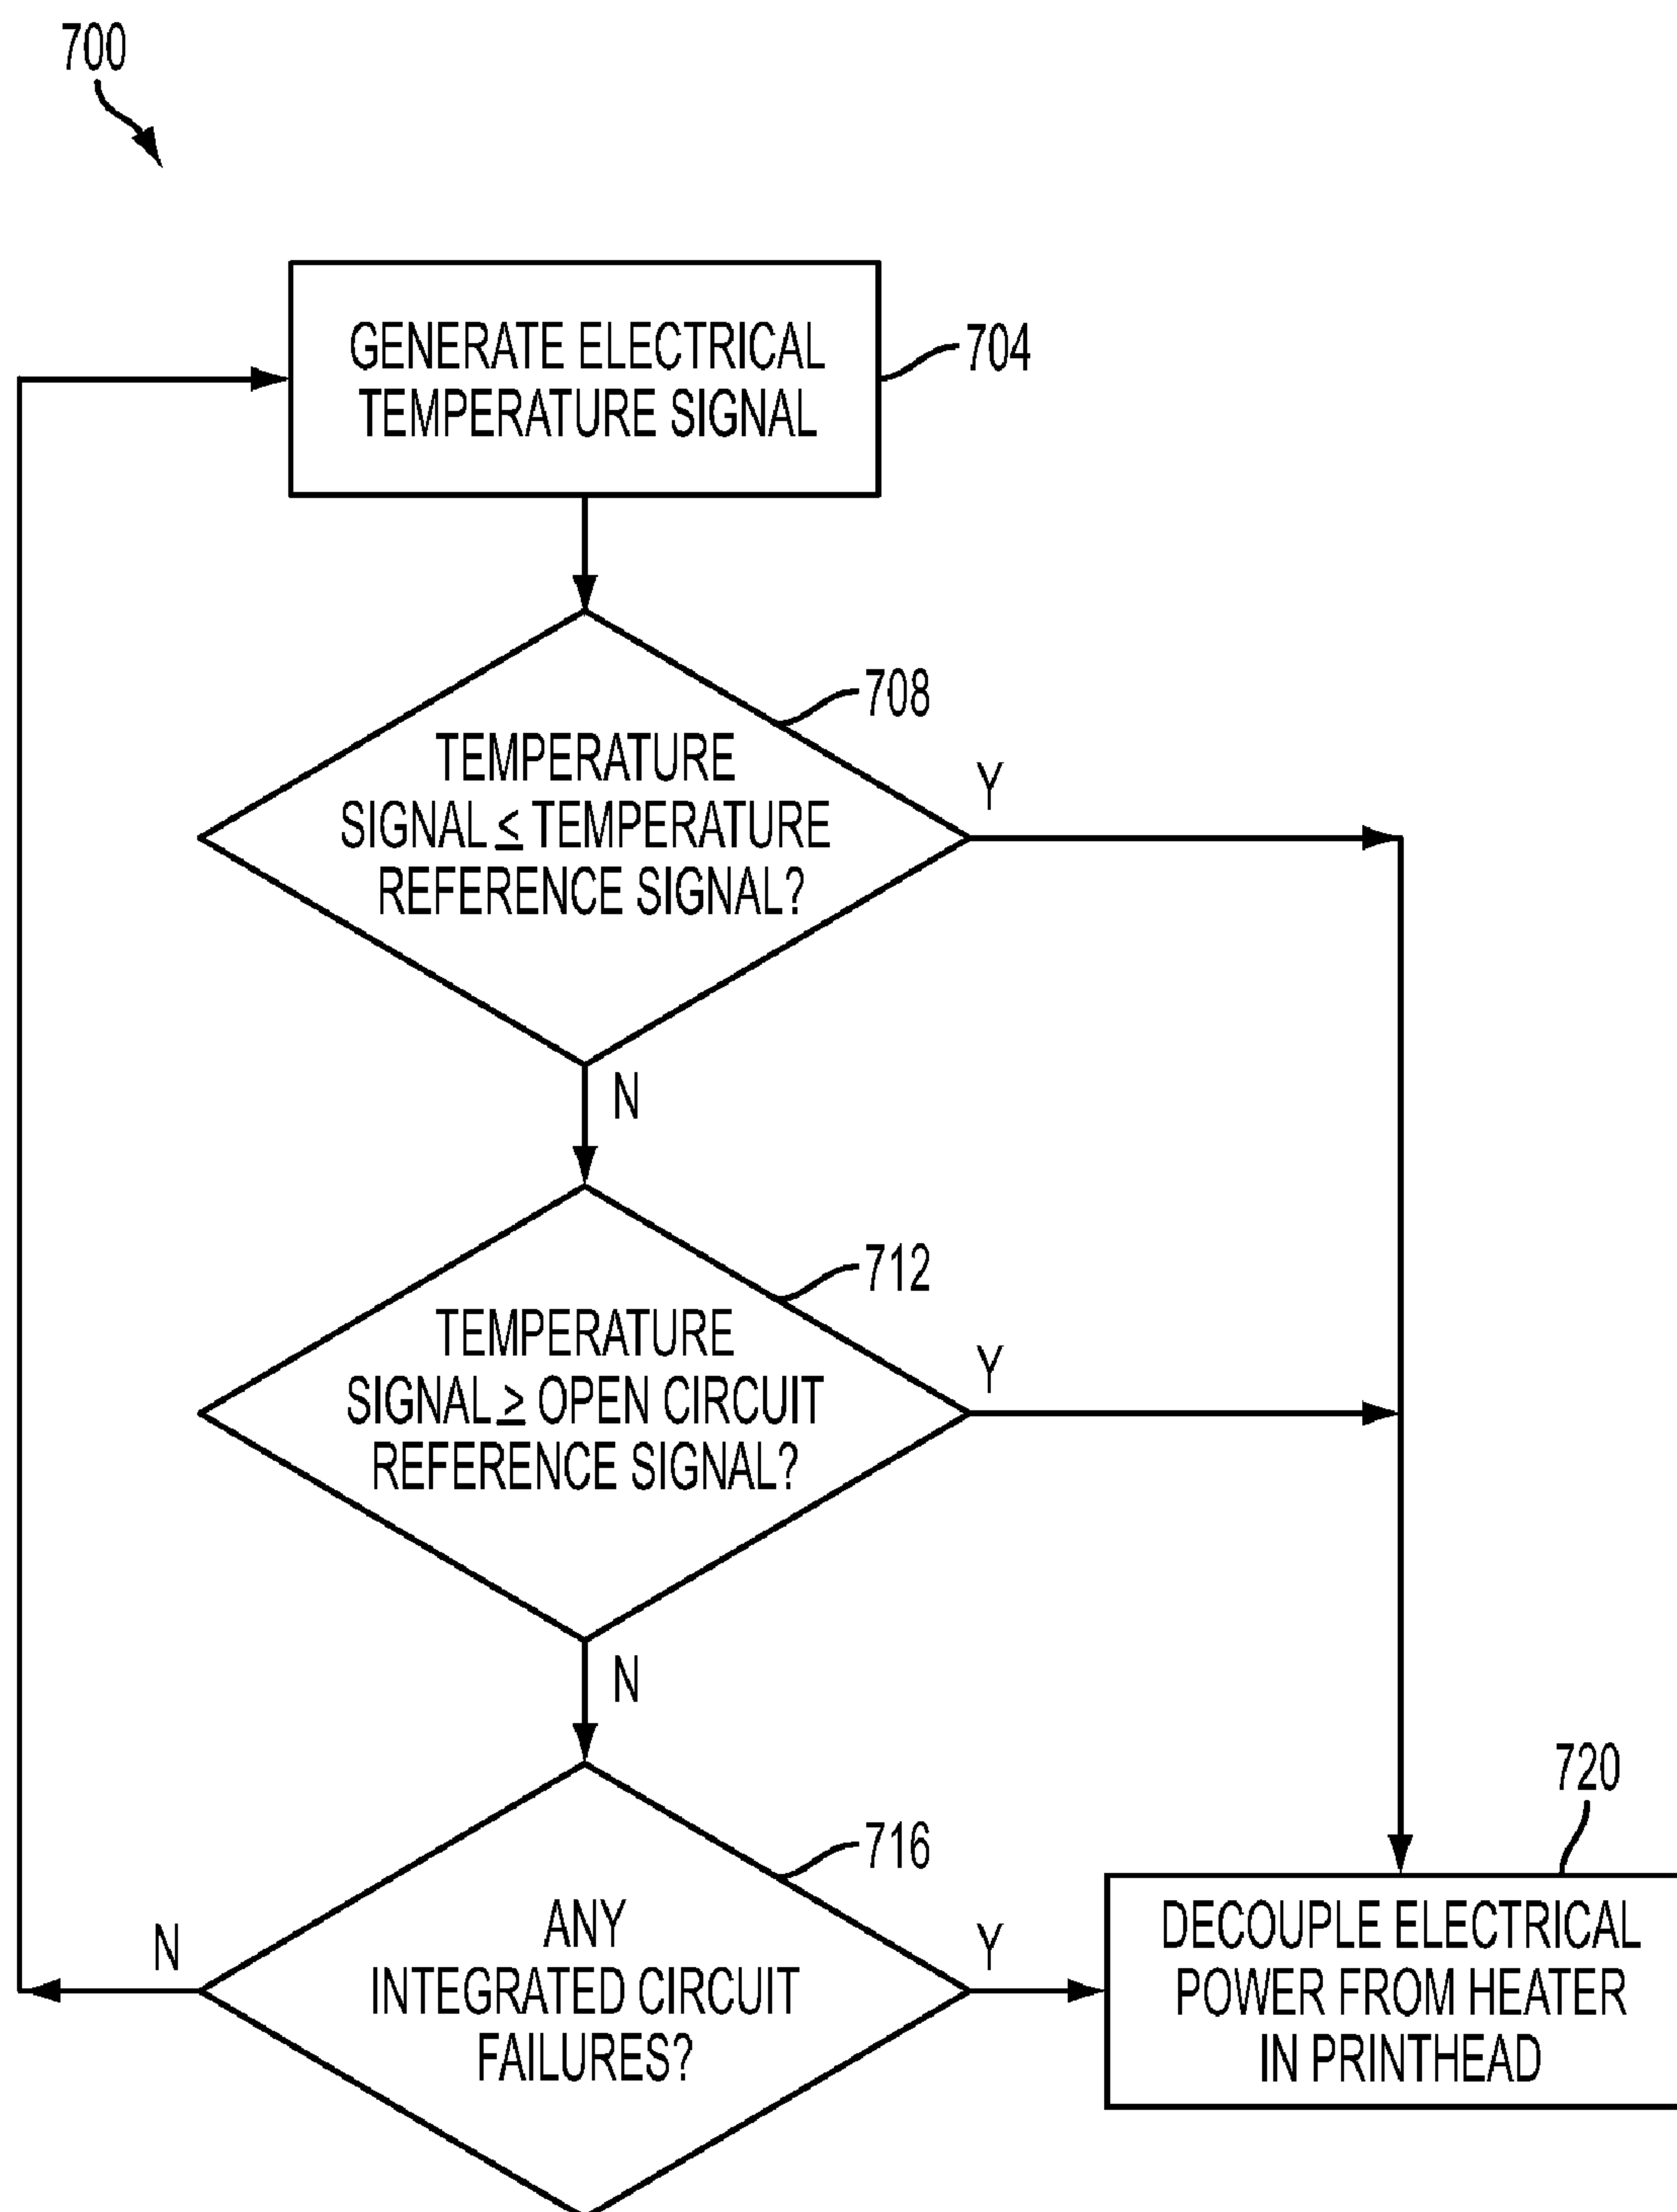 700
GENERATE ELECTRICAL
TEMPERATURE SIGNAL
704
708
TEMPERATURE
SIGNAL ≤ TEMPERATURE
REFERENCE SIGNAL?
Y
N
712
TEMPERATURE
SIGNAL ≥ OPEN CIRCUIT
REFERENCE SIGNAL?
Y
N
716
ANY
INTEGRATED CIRCUIT
FAILURES?
N
Y
720
DECOUPLE ELECTRICAL
POWER FROM HEATER
IN PRINTHEAD